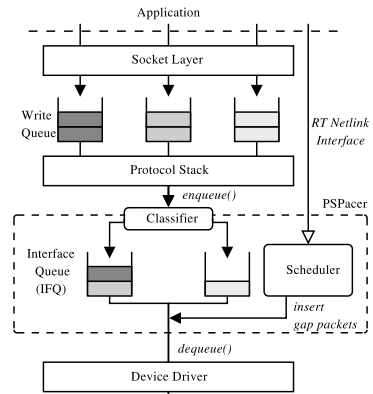 Application
Socket Layer
Write
Queue
RT Netlink
Interface
Protocol Stack
enqueue()
PSPacer
Classifier
Interface
Queue
(IFQ)
Scheduler
insert
gap packets
dequeue()
Device Driver